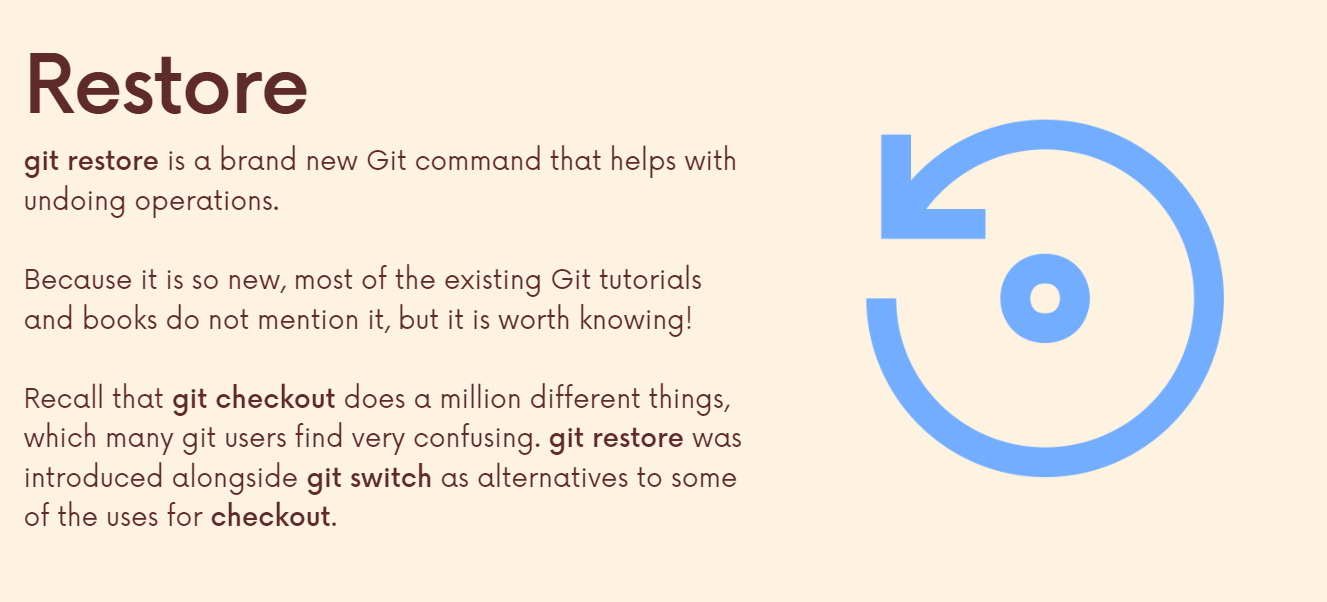 Restore
git restore is a brand new Git command that helps with
undoing operations.
Because it is so new, most of the existing Git tutorials
and books do not mention it, but it is worth knowing!
Recall that git checkout does a million different things,
which many git users find very confusing. git restore was
introduced alongside git switch as alternatives to some
of the uses for checkout.